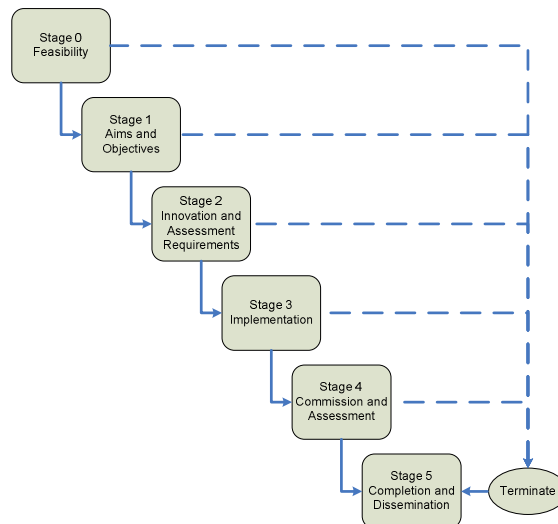 Stage 0
Feasibility
Stage 1
Aims and
Objectives
Stage 2
Innovation and
Assessment
Requirements
Stage 3
Implementation
Stage 4
Commission and
Assessment
Stage 5
Completion and
Dissemination
Terminate